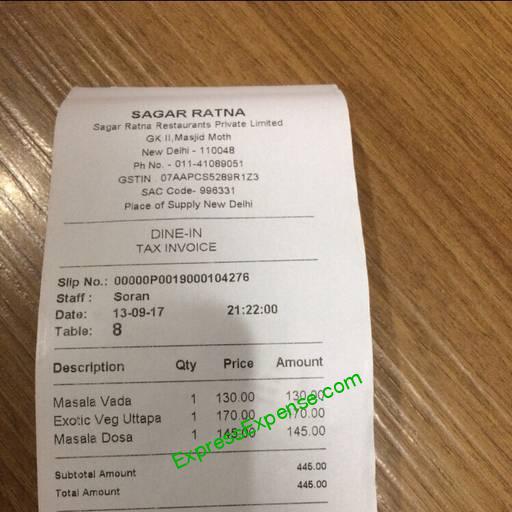 SAGAR RATNA
Sagar Ratna Restaurants Private Limited
GK II,Masjid Moth
New Delhi - 110048
Ph No. - 011-41089051
GSTIN 07AAPCS5289R1Z3
SAC Code- 996331
Place of Supply New Delhi
DINE-IN
TAX INVOICE
Slip No.: 00000P0019000104276
Staff : Soran
Date: 13-09-17 21:22:00
Table: 8
Description Qty Price Amount
Masala Vada 1 130.00 130.00
Exotic Veg Uttapa 1 170.00 170.00
Masala Dosa 1 145.00 145.00
ExpressExpense.com
Subtotal Amount 445.00
Total Amount 445.00